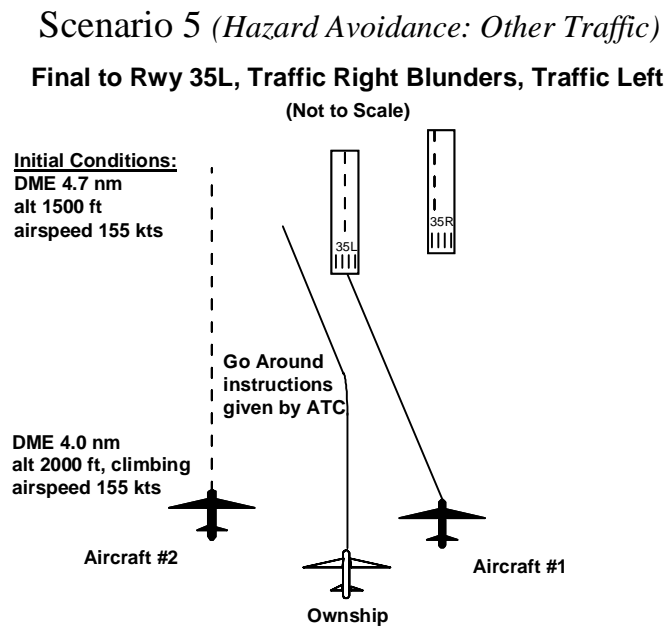 Scenario 5 (Hazard Avoidance: Other Traffic)
Final to Rwy 35L, Traffic Right Blunders, Traffic Left
(Not to Scale)
Initial Conditions:
DME 4.7 nm
alt 1500 ft
airspeed 155 kts
35L
35R
Go Around
instructions
given by ATC
DME 4.0 nm
alt 2000 ft, climbing
airspeed 155 kts
Aircraft #2
Aircraft #1
Ownship